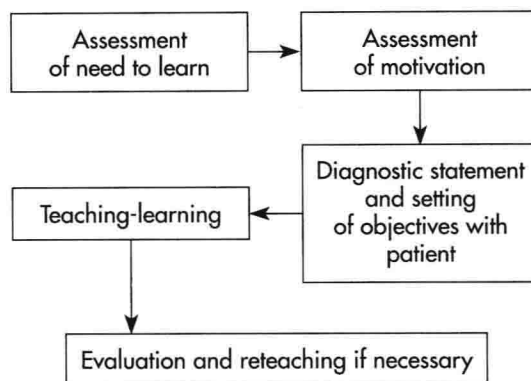 Assessment
of need to learn
Assessment
of motivation
Diagnostic statement
and setting
of objectives with
patient
Teaching-learning
Evaluation and reteaching if necessary